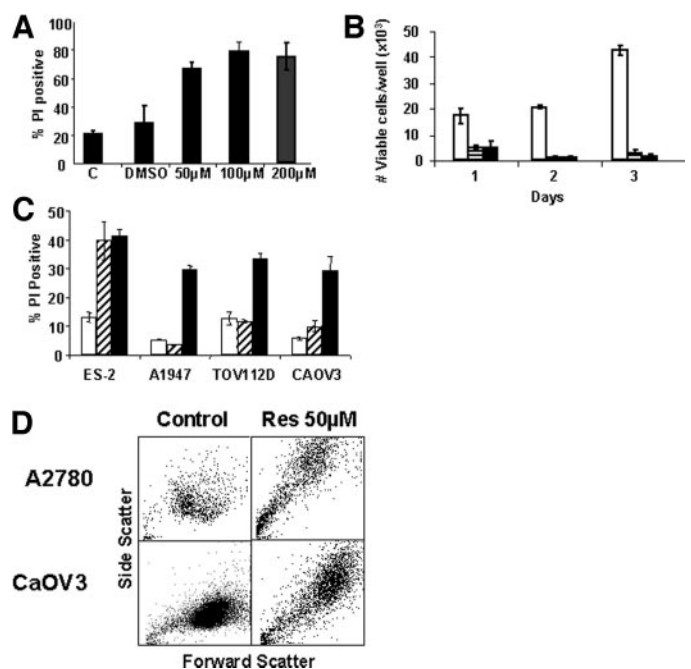 A
% PI positive
100
80
60
40
20
0
C DMSO 50µM 100µM 200µM
B
# Viable cells/well (x10³)
50
40
30
20
10
0
1 2 3
Days
C
% PI Positive
50
40
30
20
10
0
ES-2 A1947 TOV112D CAOV3
D
Control Res 50µM
A2780
CaOV3
Side Scatter
Forward Scatter